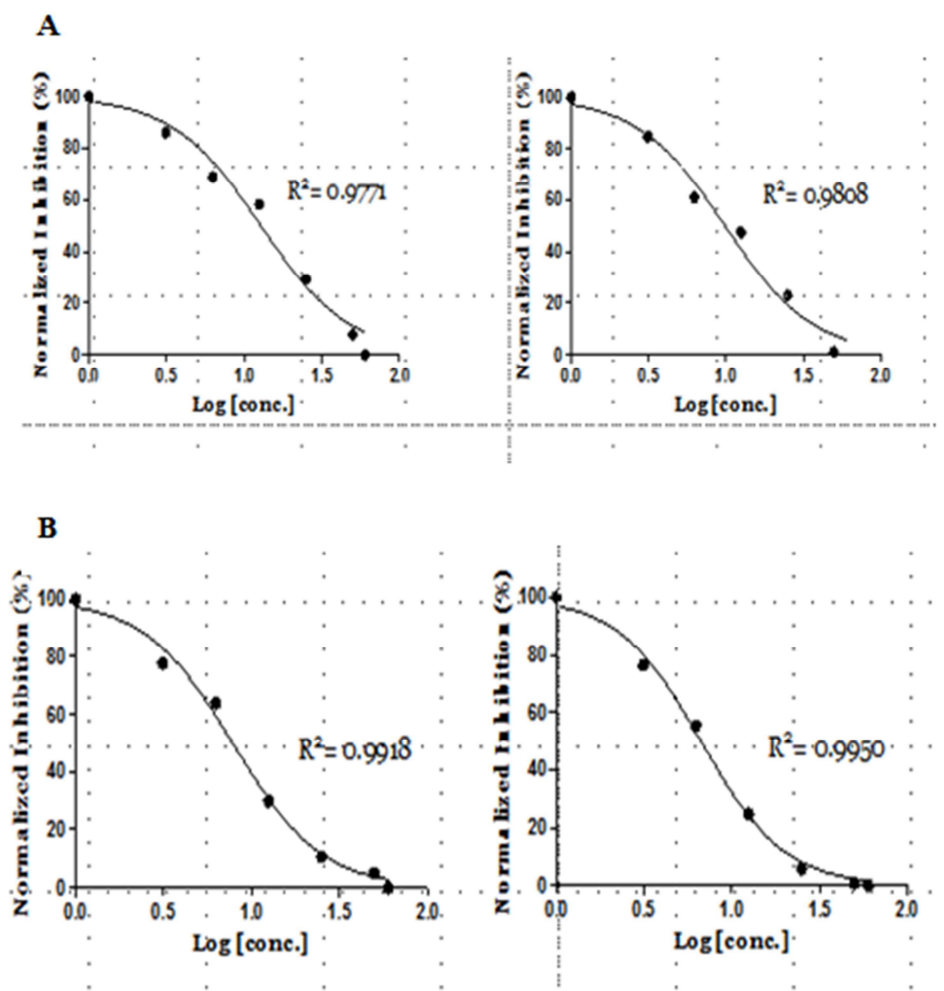 A
Normalized Inhibition (%)
100
80
60
40
20
0
R²= 0.9771
0.0 0.5 1.0 1.5 2.0
Log [conc.]
Normalized Inhibition (%)
100
80
60
40
20
0
R²= 0.9808
0.0 0.5 1.0 1.5 2.0
Log [conc.]
B
Normalized Inhibition (%)
100
80
60
40
20
0
R²= 0.9918
0.0 0.5 1.0 1.5 2.0
Log [conc.]
Normalized Inhibition (%)
100
80
60
40
20
0
R²= 0.9950
0.0 0.5 1.0 1.5 2.0
Log [conc.]